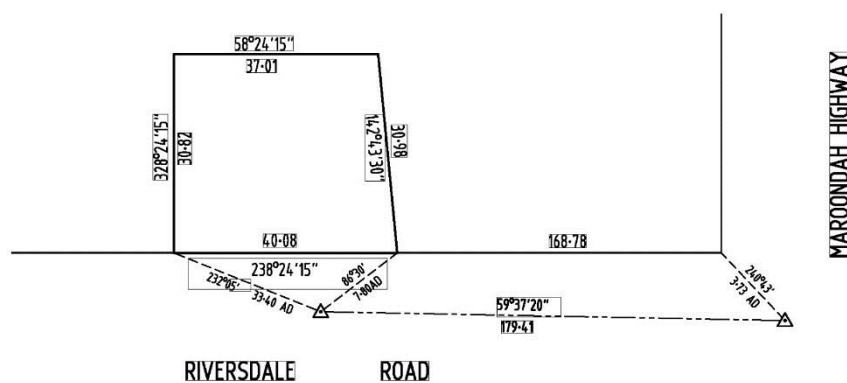 58°24'15"
37·01
328°24'15"
30·82
142°43'30"
30·98
MAROONDAH HIGHWAY
40·08
168·78
238°24'15"
232°05'
33·40 AD
86°30'
7·80AD
240°43'
3·73 AD
59°37'20"
179·41
RIVERSDALE ROAD